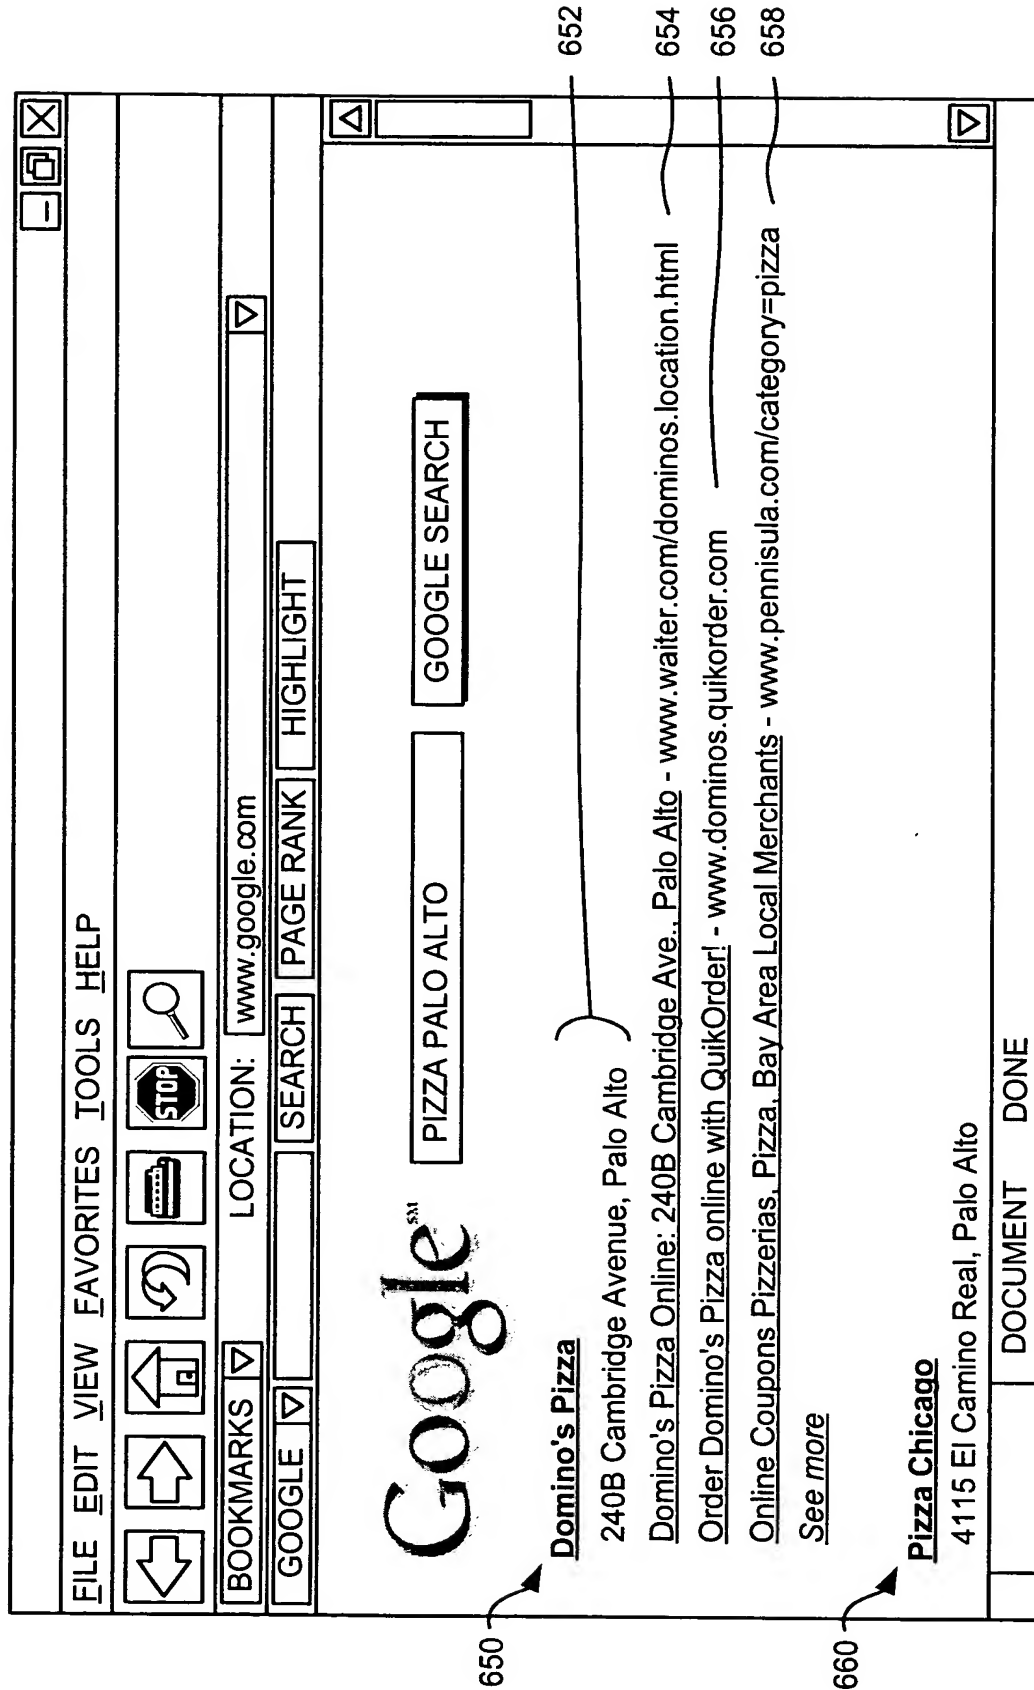 FILE EDIT VIEW FAVORITES TOOLS HELP
STOP
BOOKMARKS LOCATION: www.google.com
GOOGLE SEARCH PAGE RANK HIGHLIGHT
Google SM PIZZA PALO ALTO GOOGLE SEARCH
650
Domino's Pizza
240B Cambridge Avenue, Palo Alto 652
Domino's Pizza Online: 240B Cambridge Ave., Palo Alto - www.waiter.com/dominos.location.html 654
Order Domino's Pizza online with QuikOrder! - www.dominos.quikorder.com 656
Online Coupons Pizzerias, Pizza, Bay Area Local Merchants - www.pennisula.com/category=pizza 658
See more
660
Pizza Chicago
4115 El Camino Real, Palo Alto
DOCUMENT DONE